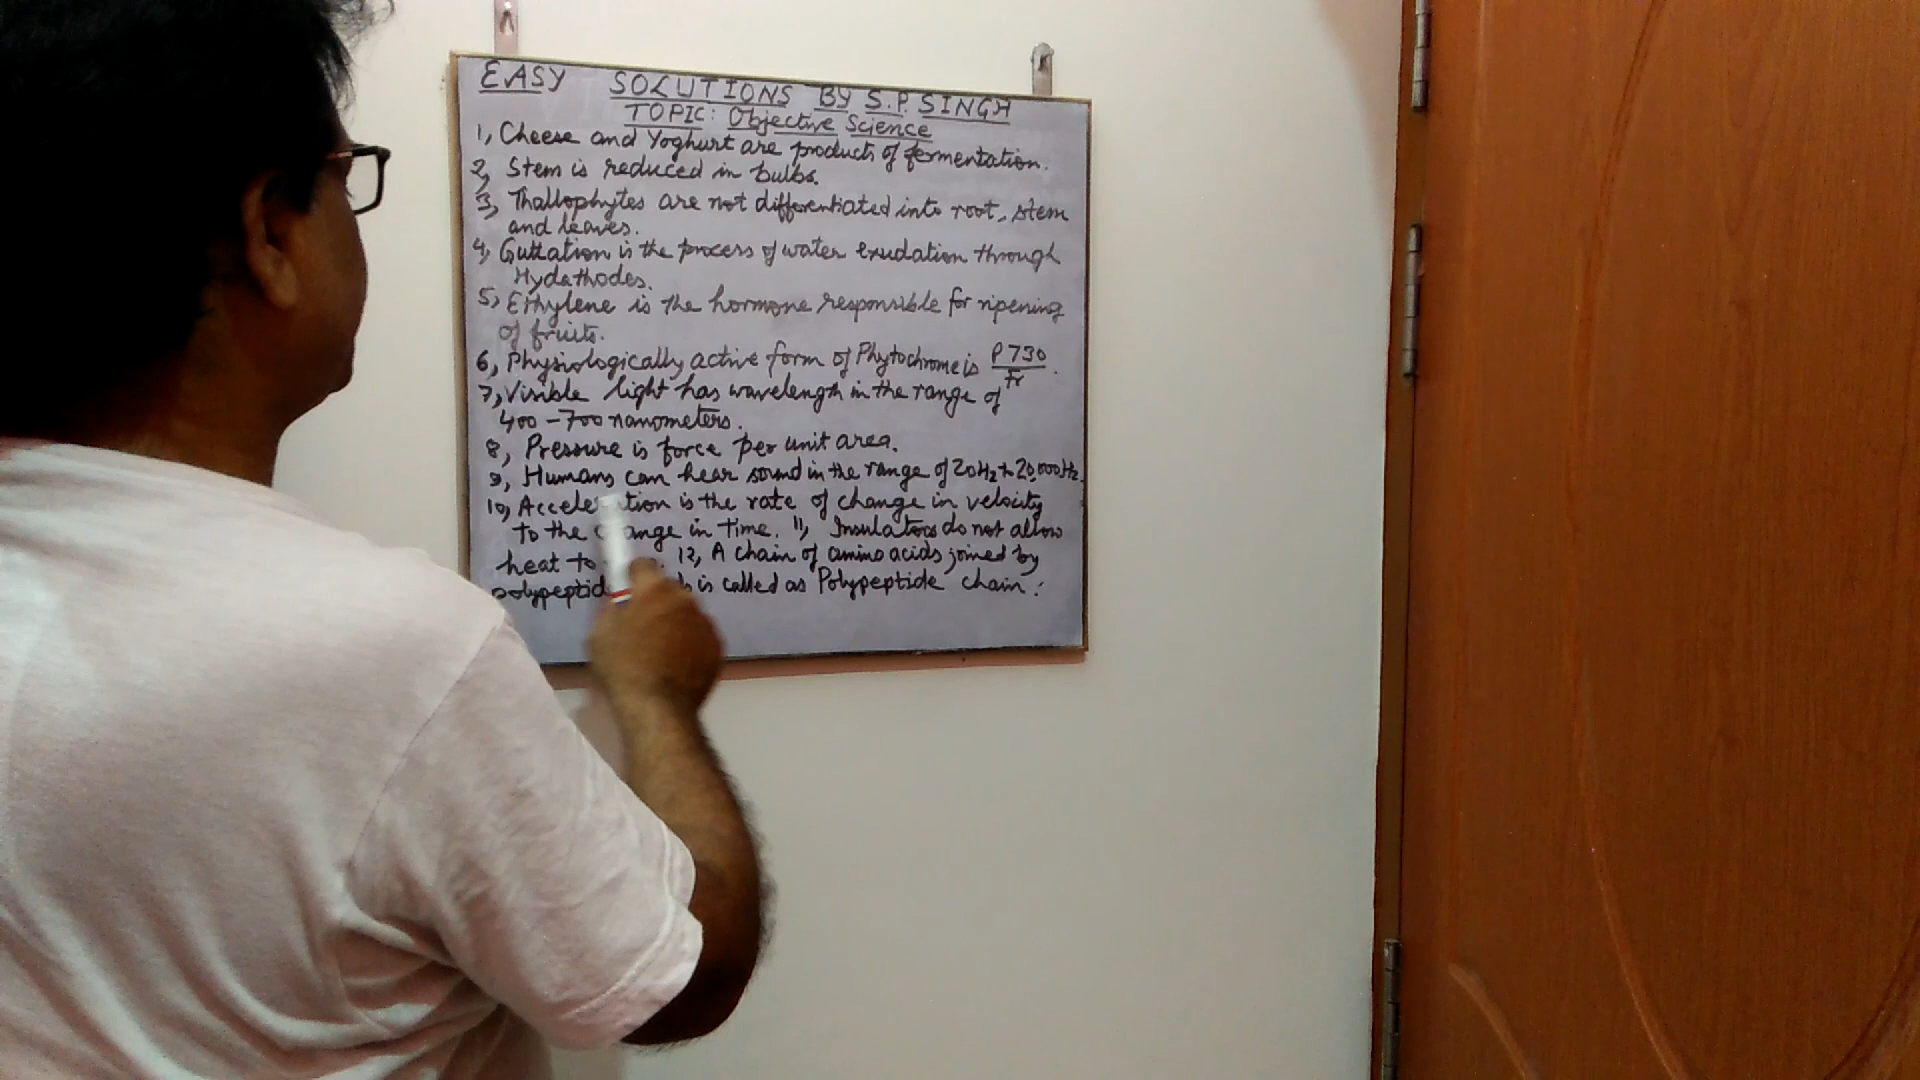 EASY SOLUTIONS BY S.P. SINGH
TOPIC: Objective Science
1, Cheese and Yoghurt are products of fermentation.
2, Stem is reduced in bulbs.
3, Thallophytes are not differentiated into root, stem
and leaves.
4, Guttation is the process of water exudation through
Hydathodes.
5, Ethylene is the hormone responsible for ripening
of fruits.
6, Physiologically active form of Phytochrome is P730/Fr.
7, Visible light has wavelength in the range of
400-700 nanometers.
8, Pressure is force per unit area.
9, Humans can hear sound in the range of 20Hz to 20,000Hz.
10, Acceleration is the rate of change in velocity
to the change in time. 11, Insulators do not allow
heat to 12, A chain of amino acids joined by
polypeptide is called as Polypeptide chain.